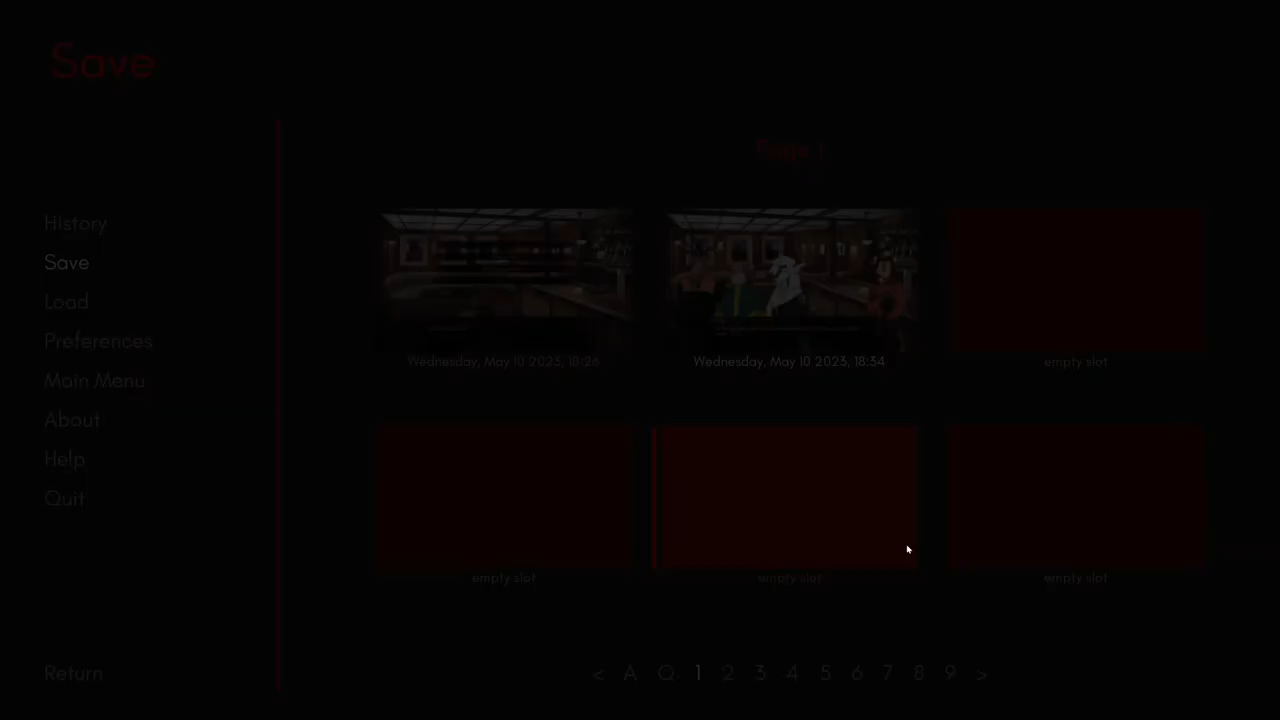 Save
Page 1
History
Save
Load
Preferences
Main Menu
About
Help
Quit
Wednesday, May 10 2023, 18:26
Wednesday, May 10 2023, 18:34
empty slot
empty slot
empty slot
empty slot
Return
< A Q 1 2 3 4 5 6 7 8 9 >